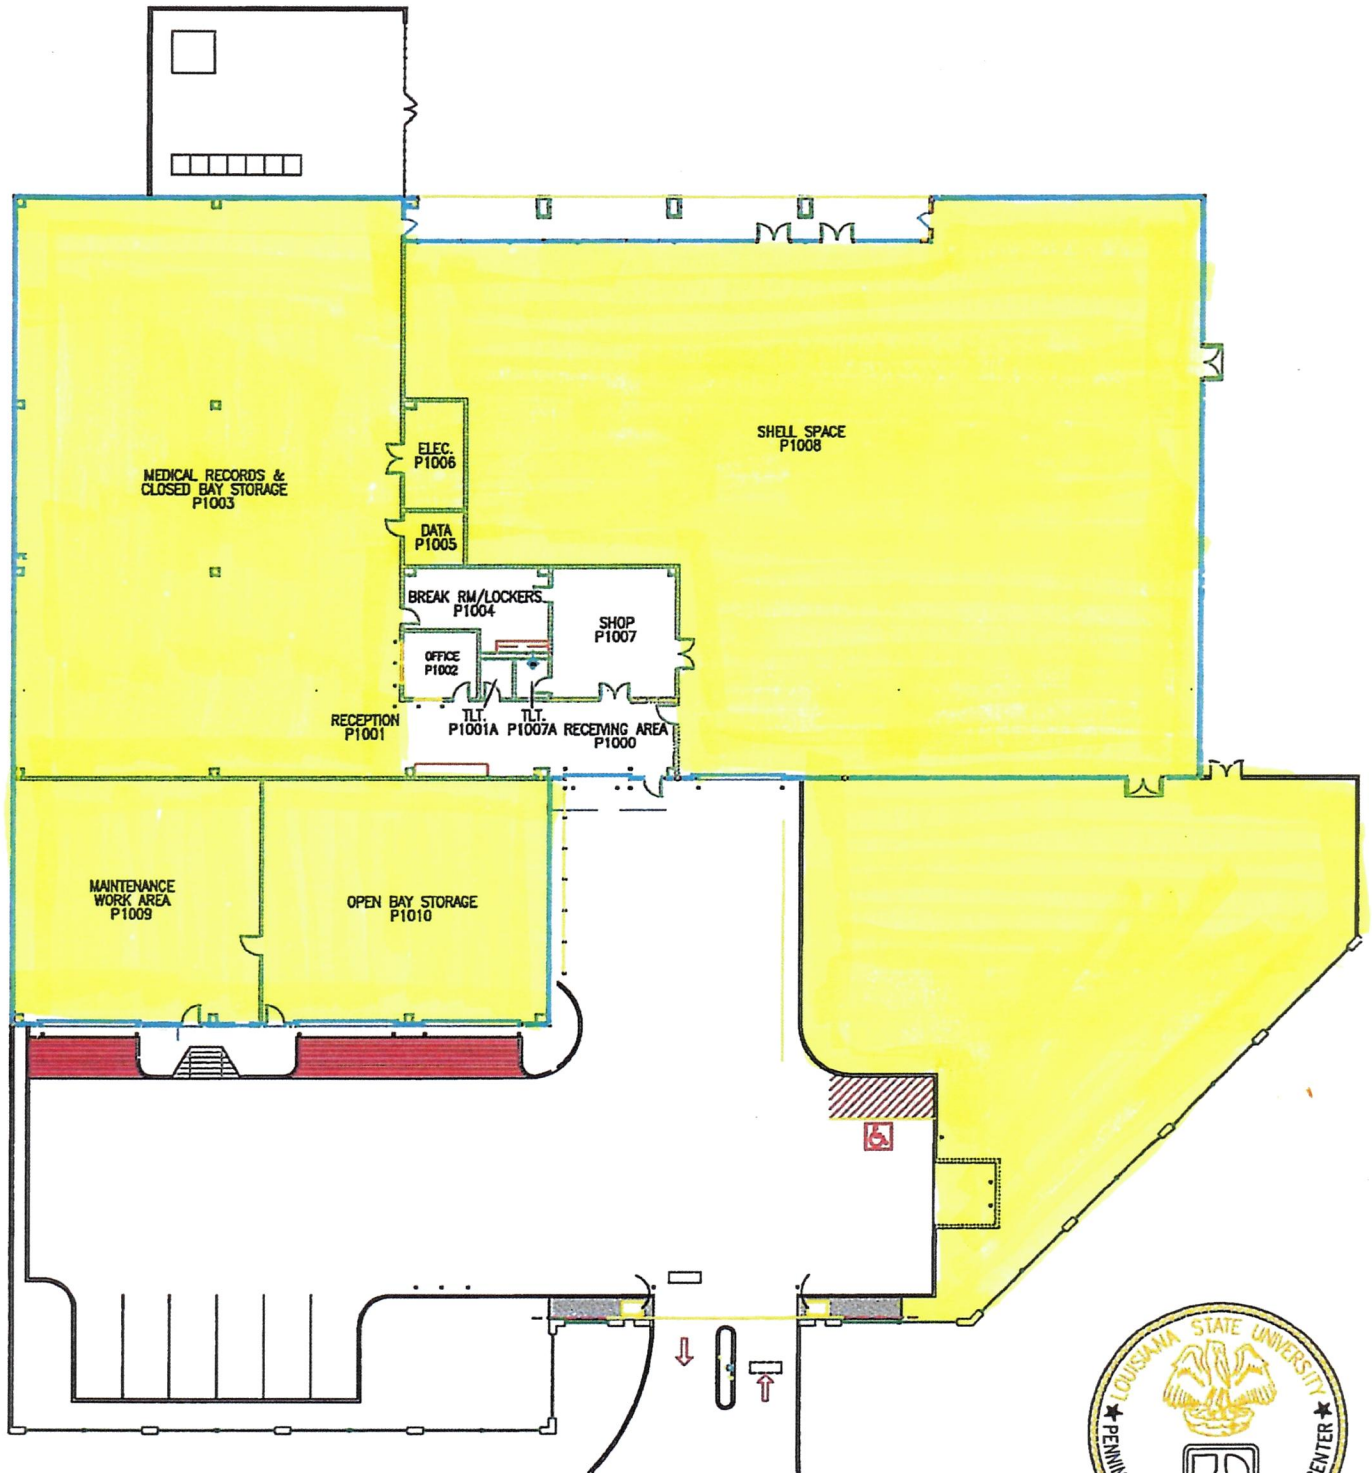 SHELL SPACE
P1008
ELEC.
P1006
MEDICAL RECORDS &
CLOSED BAY STORAGE
P1003
DATA
P1005
BREAK RM/LOCKERS
P1004
SHOP
P1007
OFFICE
P1002
RECEPTION
P1001
TLT.
P1001A
TLT.
P1007A
RECEIVING AREA
P1000
MAINTENANCE
WORK AREA
P1009
OPEN BAY STORAGE
P1010
LOUISIANA STATE UNIVERSITY